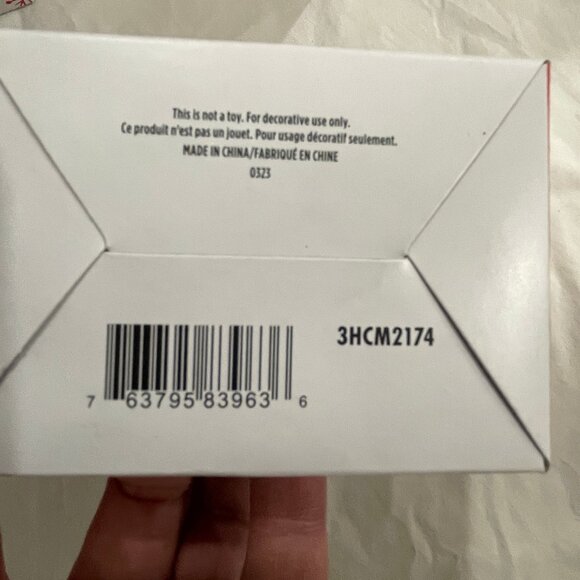 This is not a toy. For decorative use only.
Ce produit n'est pas un jouet. Pour usage décoratif seulement.
MADE IN CHINA/FABRIQUÉ EN CHINE
0323
3HCM2174
7 63795 83963 6